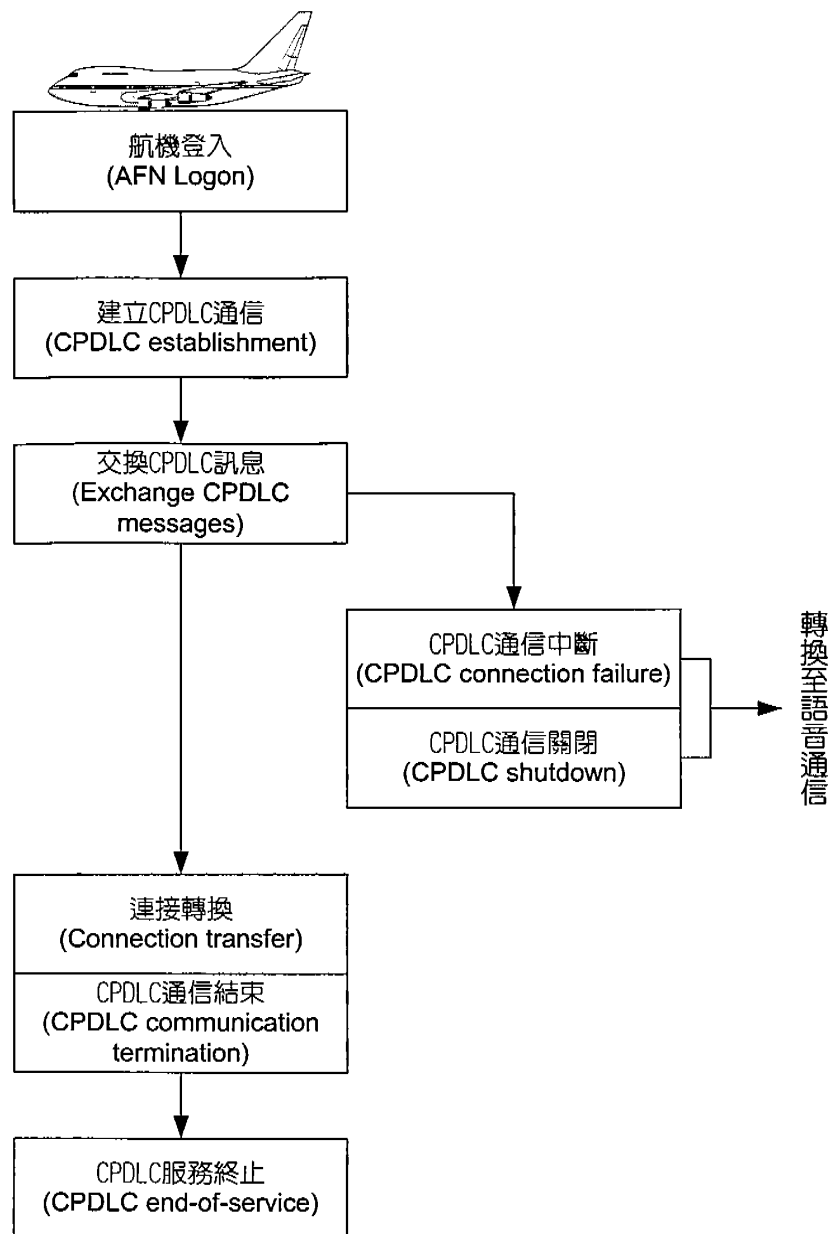 航機登入
(AFN Logon)
建立CPDLC通信
(CPDLC establishment)
交換CPDLC訊息
(Exchange CPDLC
messages)
CPDLC通信中斷
(CPDLC connection failure)
CPDLC通信關閉
(CPDLC shutdown)
轉換至語音通信
連接轉換
(Connection transfer)
CPDLC通信結束
(CPDLC communication
termination)
CPDLC服務終止
(CPDLC end-of-service)